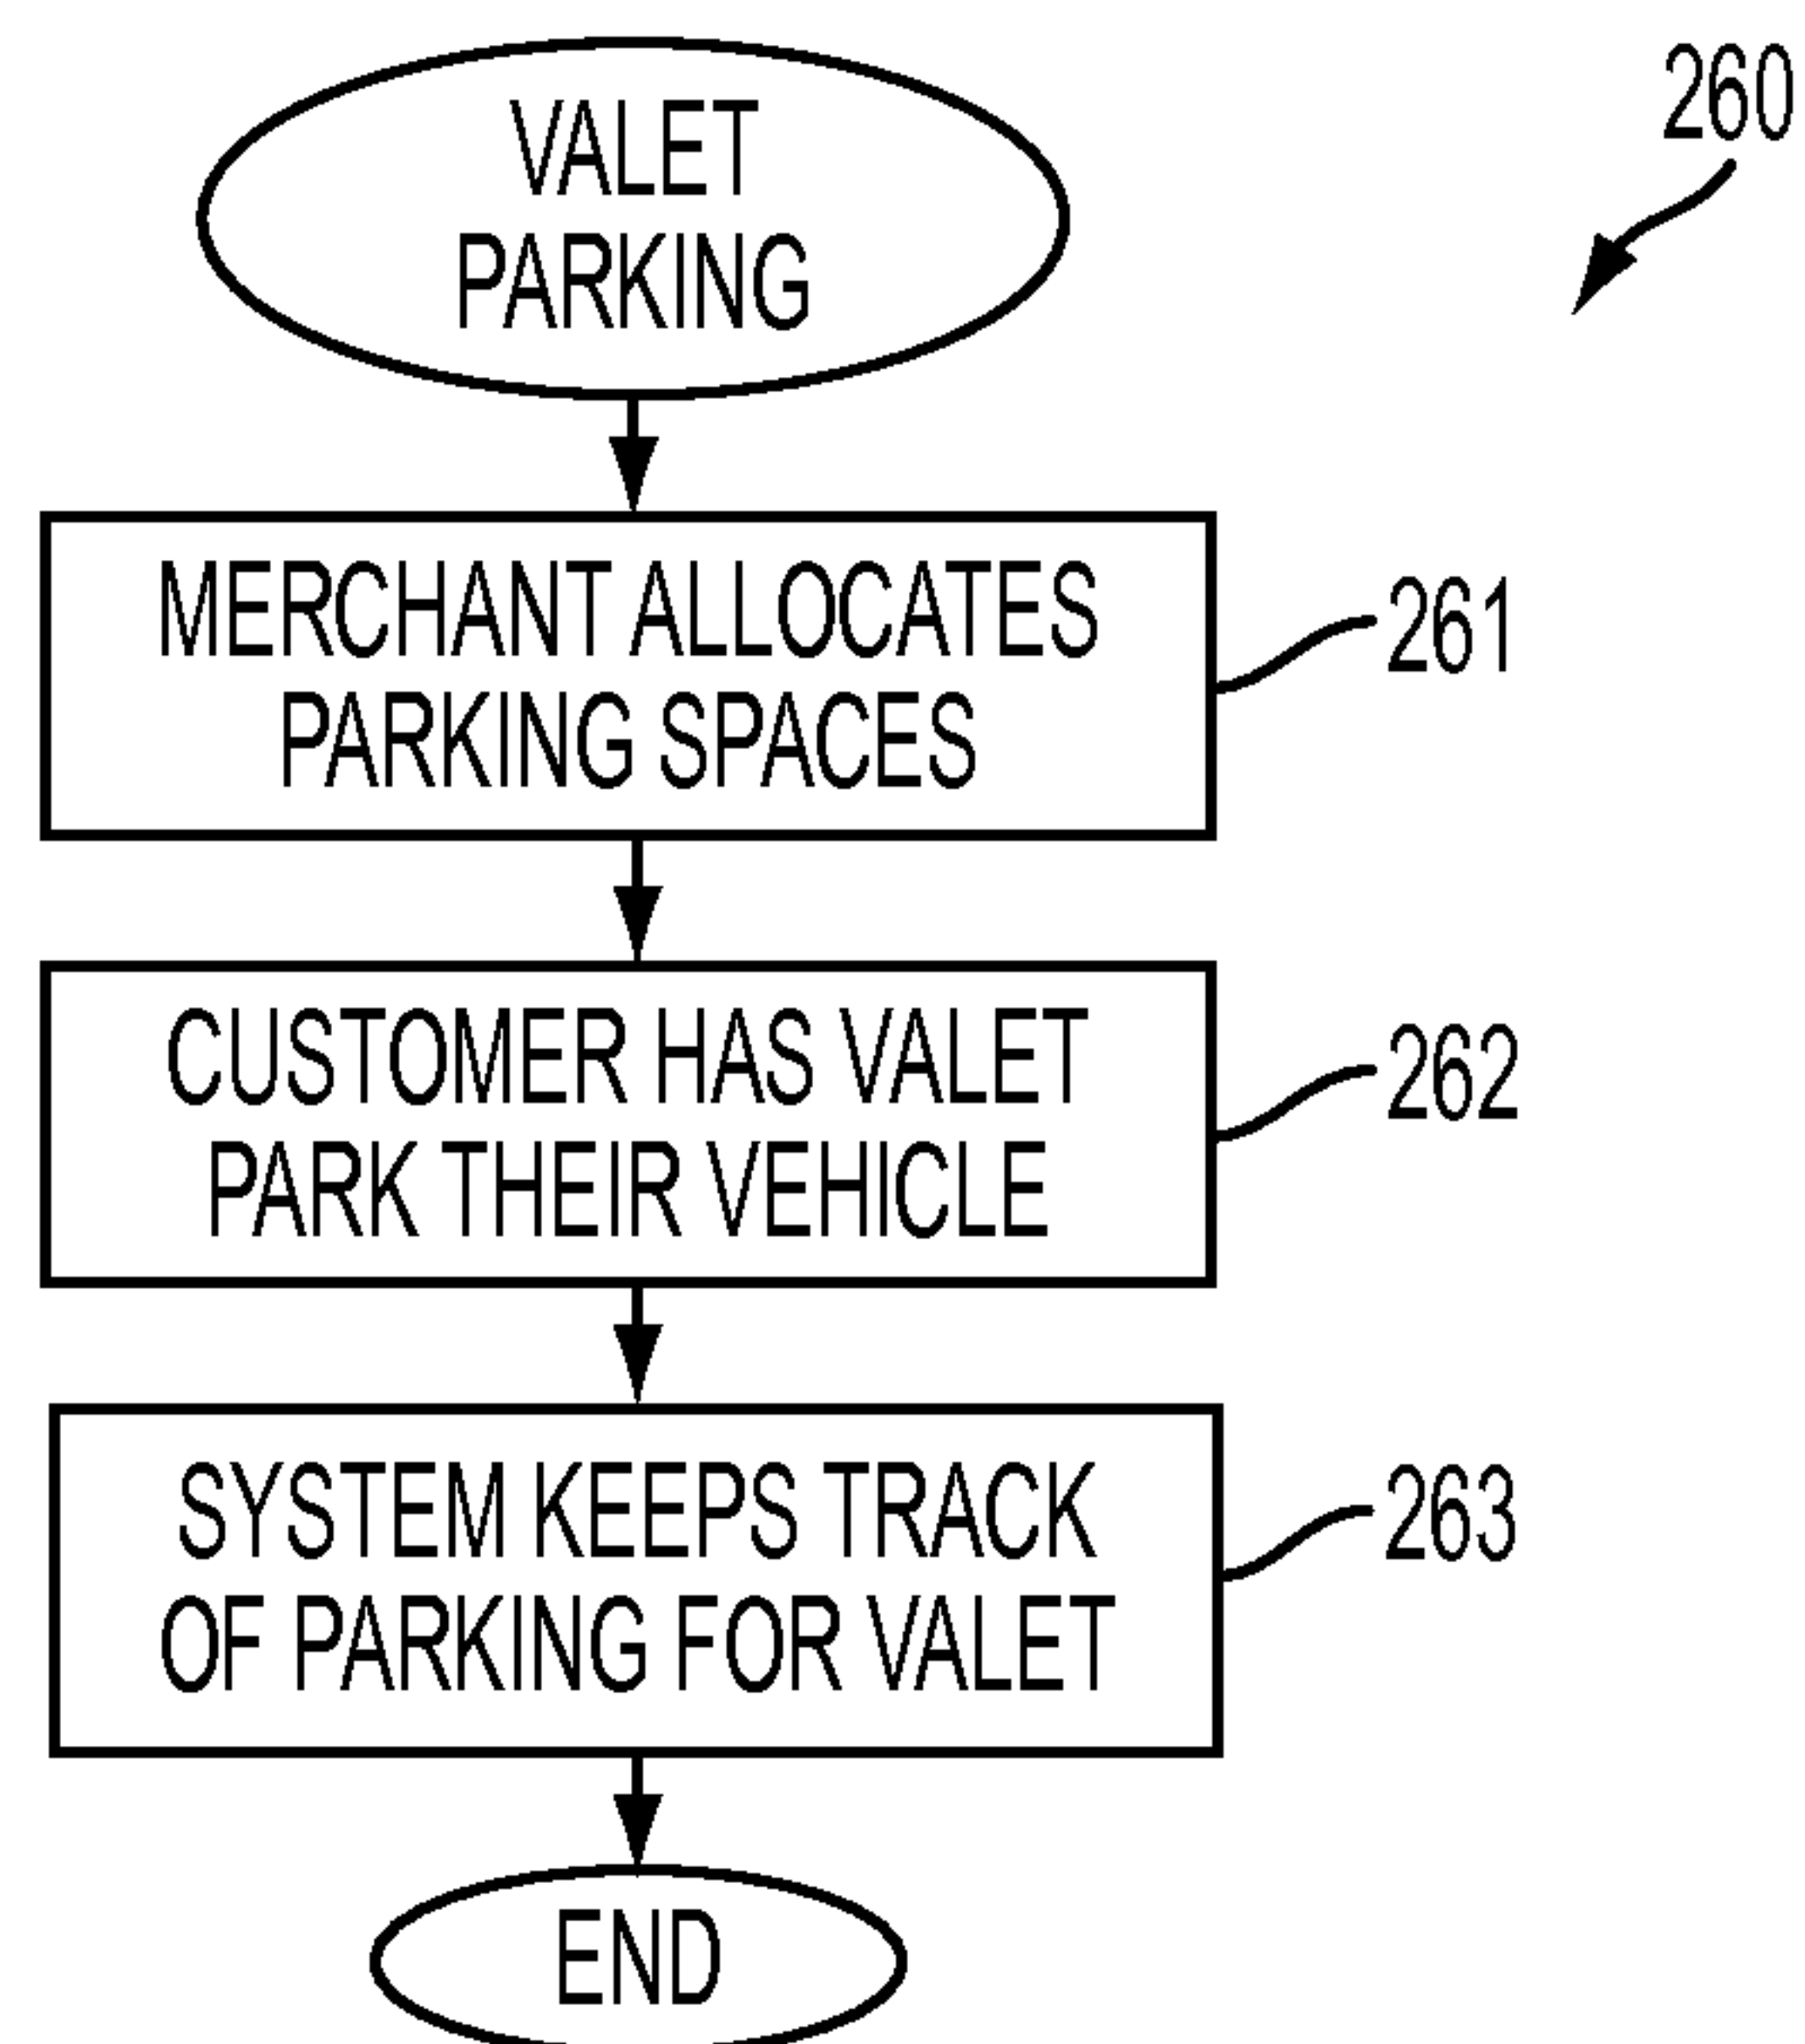 VALET
PARKING
260
MERCHANT ALLOCATES
PARKING SPACES
261
CUSTOMER HAS VALET
PARK THEIR VEHICLE
262
SYSTEM KEEPS TRACK
OF PARKING FOR VALET
263
END